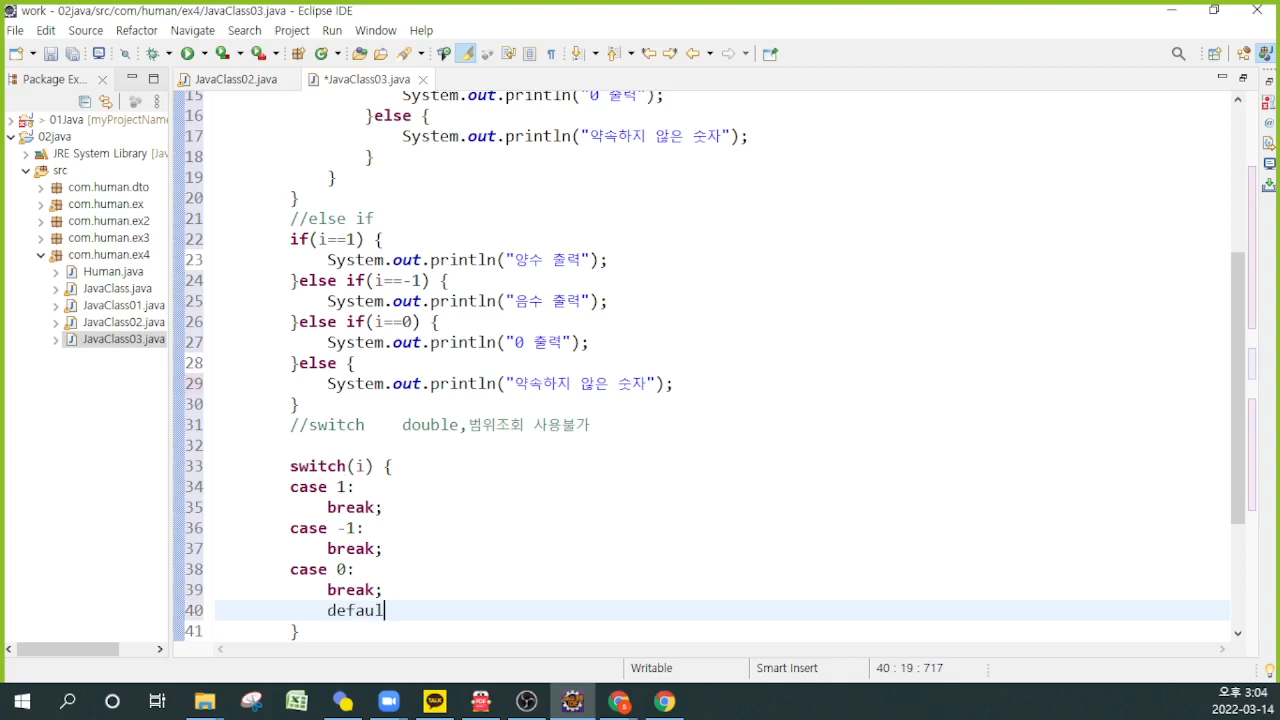 work - 02java/src/com/human/ex4/JavaClass03.java - Eclipse IDE
File Edit Source Refactor Navigate Search Project Run Window Help
Package Ex...
JavaClass02.java
*JavaClass03.java
01Java [myProjectName
02java
JRE System Library [Jav
src
com.human.dto
com.human.ex
com.human.ex2
com.human.ex3
com.human.ex4
Human.java
JavaClass.java
JavaClass01.java
JavaClass02.java
JavaClass03.java
15 System.out.println("0 출력");
16 }else {
17 System.out.println("약속하지 않은 숫자");
18 }
19 }
20 }
21 //else if
22 if(i==1) {
23 System.out.println("양수 출력");
24 }else if(i==-1) {
25 System.out.println("음수 출력");
26 }else if(i==0) {
27 System.out.println("0 출력");
28 }else {
29 System.out.println("약속하지 않은 숫자");
30 }
31 //switch double,범위조회 사용불가
32
33 switch(i) {
34 case 1:
35 break;
36 case -1:
37 break;
38 case 0:
39 break;
40 defaul
41 }
Writable Smart Insert 40 : 19 : 717
TALK
PDF
오후 3:04
2022-03-14